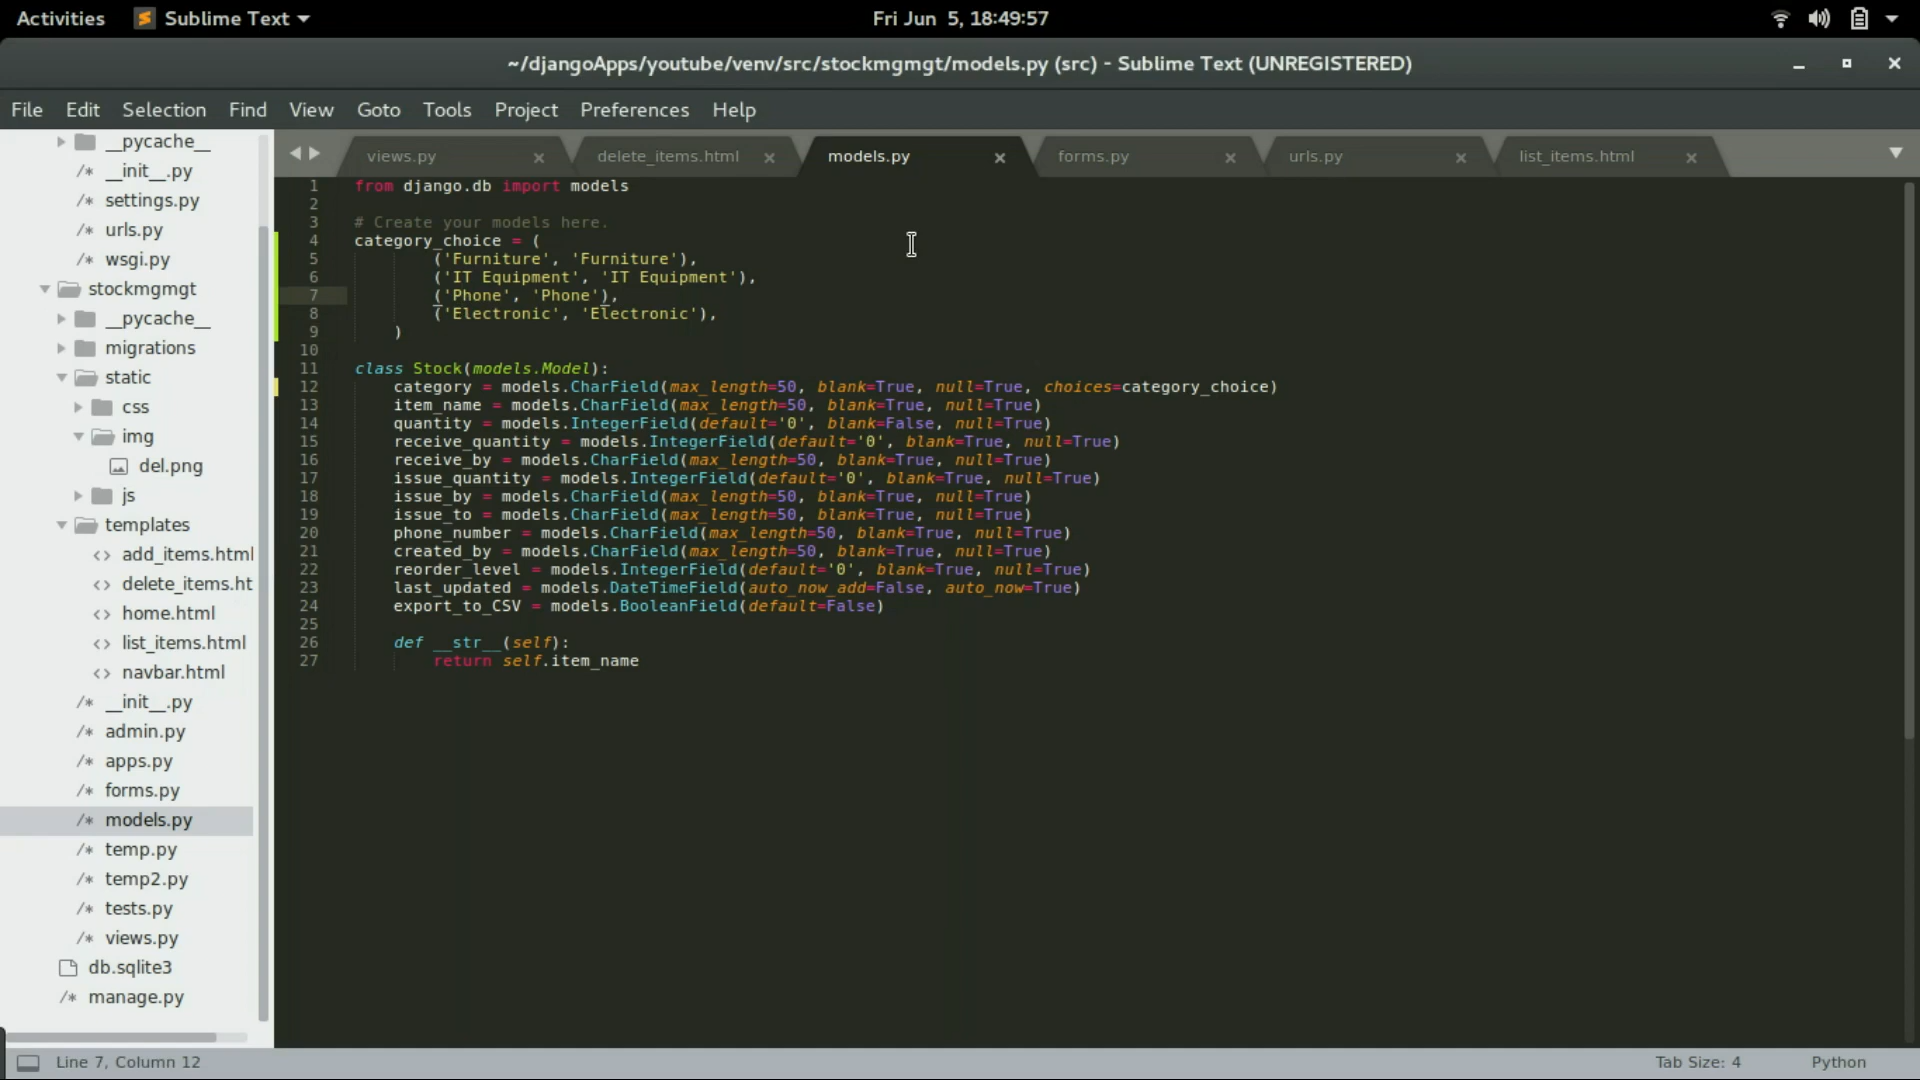 Activities Sublime Text Fri Jun 5, 18:49:57
~/djangoApps/youtube/venv/src/stockmgmgt/models.py (src) - Sublime Text (UNREGISTERED)
File Edit Selection Find View Goto Tools Project Preferences Help
__pycache__
/* __init__.py
/* settings.py
/* urls.py
/* wsgi.py
stockmgmgt
__pycache__
migrations
static
css
img
del.png
js
templates
<> add_items.html
<> delete_items.ht
<> home.html
<> list_items.html
<> navbar.html
/* __init__.py
/* admin.py
/* apps.py
/* forms.py
/* models.py
/* temp.py
/* temp2.py
/* tests.py
/* views.py
db.sqlite3
/* manage.py
views.py delete_items.html models.py forms.py urls.py list_items.html
1 from django.db import models
2
3 # Create your models here.
4 category_choice = (
5 ('Furniture', 'Furniture'),
6 ('IT Equipment', 'IT Equipment'),
7 ('Phone', 'Phone'),
8 ('Electronic', 'Electronic'),
9 )
10
11 class Stock(models.Model):
12 category = models.CharField(max_length=50, blank=True, null=True, choices=category_choice)
13 item_name = models.CharField(max_length=50, blank=True, null=True)
14 quantity = models.IntegerField(default='0', blank=False, null=True)
15 receive_quantity = models.IntegerField(default='0', blank=True, null=True)
16 receive_by = models.CharField(max_length=50, blank=True, null=True)
17 issue_quantity = models.IntegerField(default='0', blank=True, null=True)
18 issue_by = models.CharField(max_length=50, blank=True, null=True)
19 issue_to = models.CharField(max_length=50, blank=True, null=True)
20 phone_number = models.CharField(max_length=50, blank=True, null=True)
21 created_by = models.CharField(max_length=50, blank=True, null=True)
22 reorder_level = models.IntegerField(default='0', blank=True, null=True)
23 last_updated = models.DateTimeField(auto_now_add=False, auto_now=True)
24 export_to_CSV = models.BooleanField(default=False)
25
26 def __str__(self):
27 return self.item_name
Line 7, Column 12 Tab Size: 4 Python